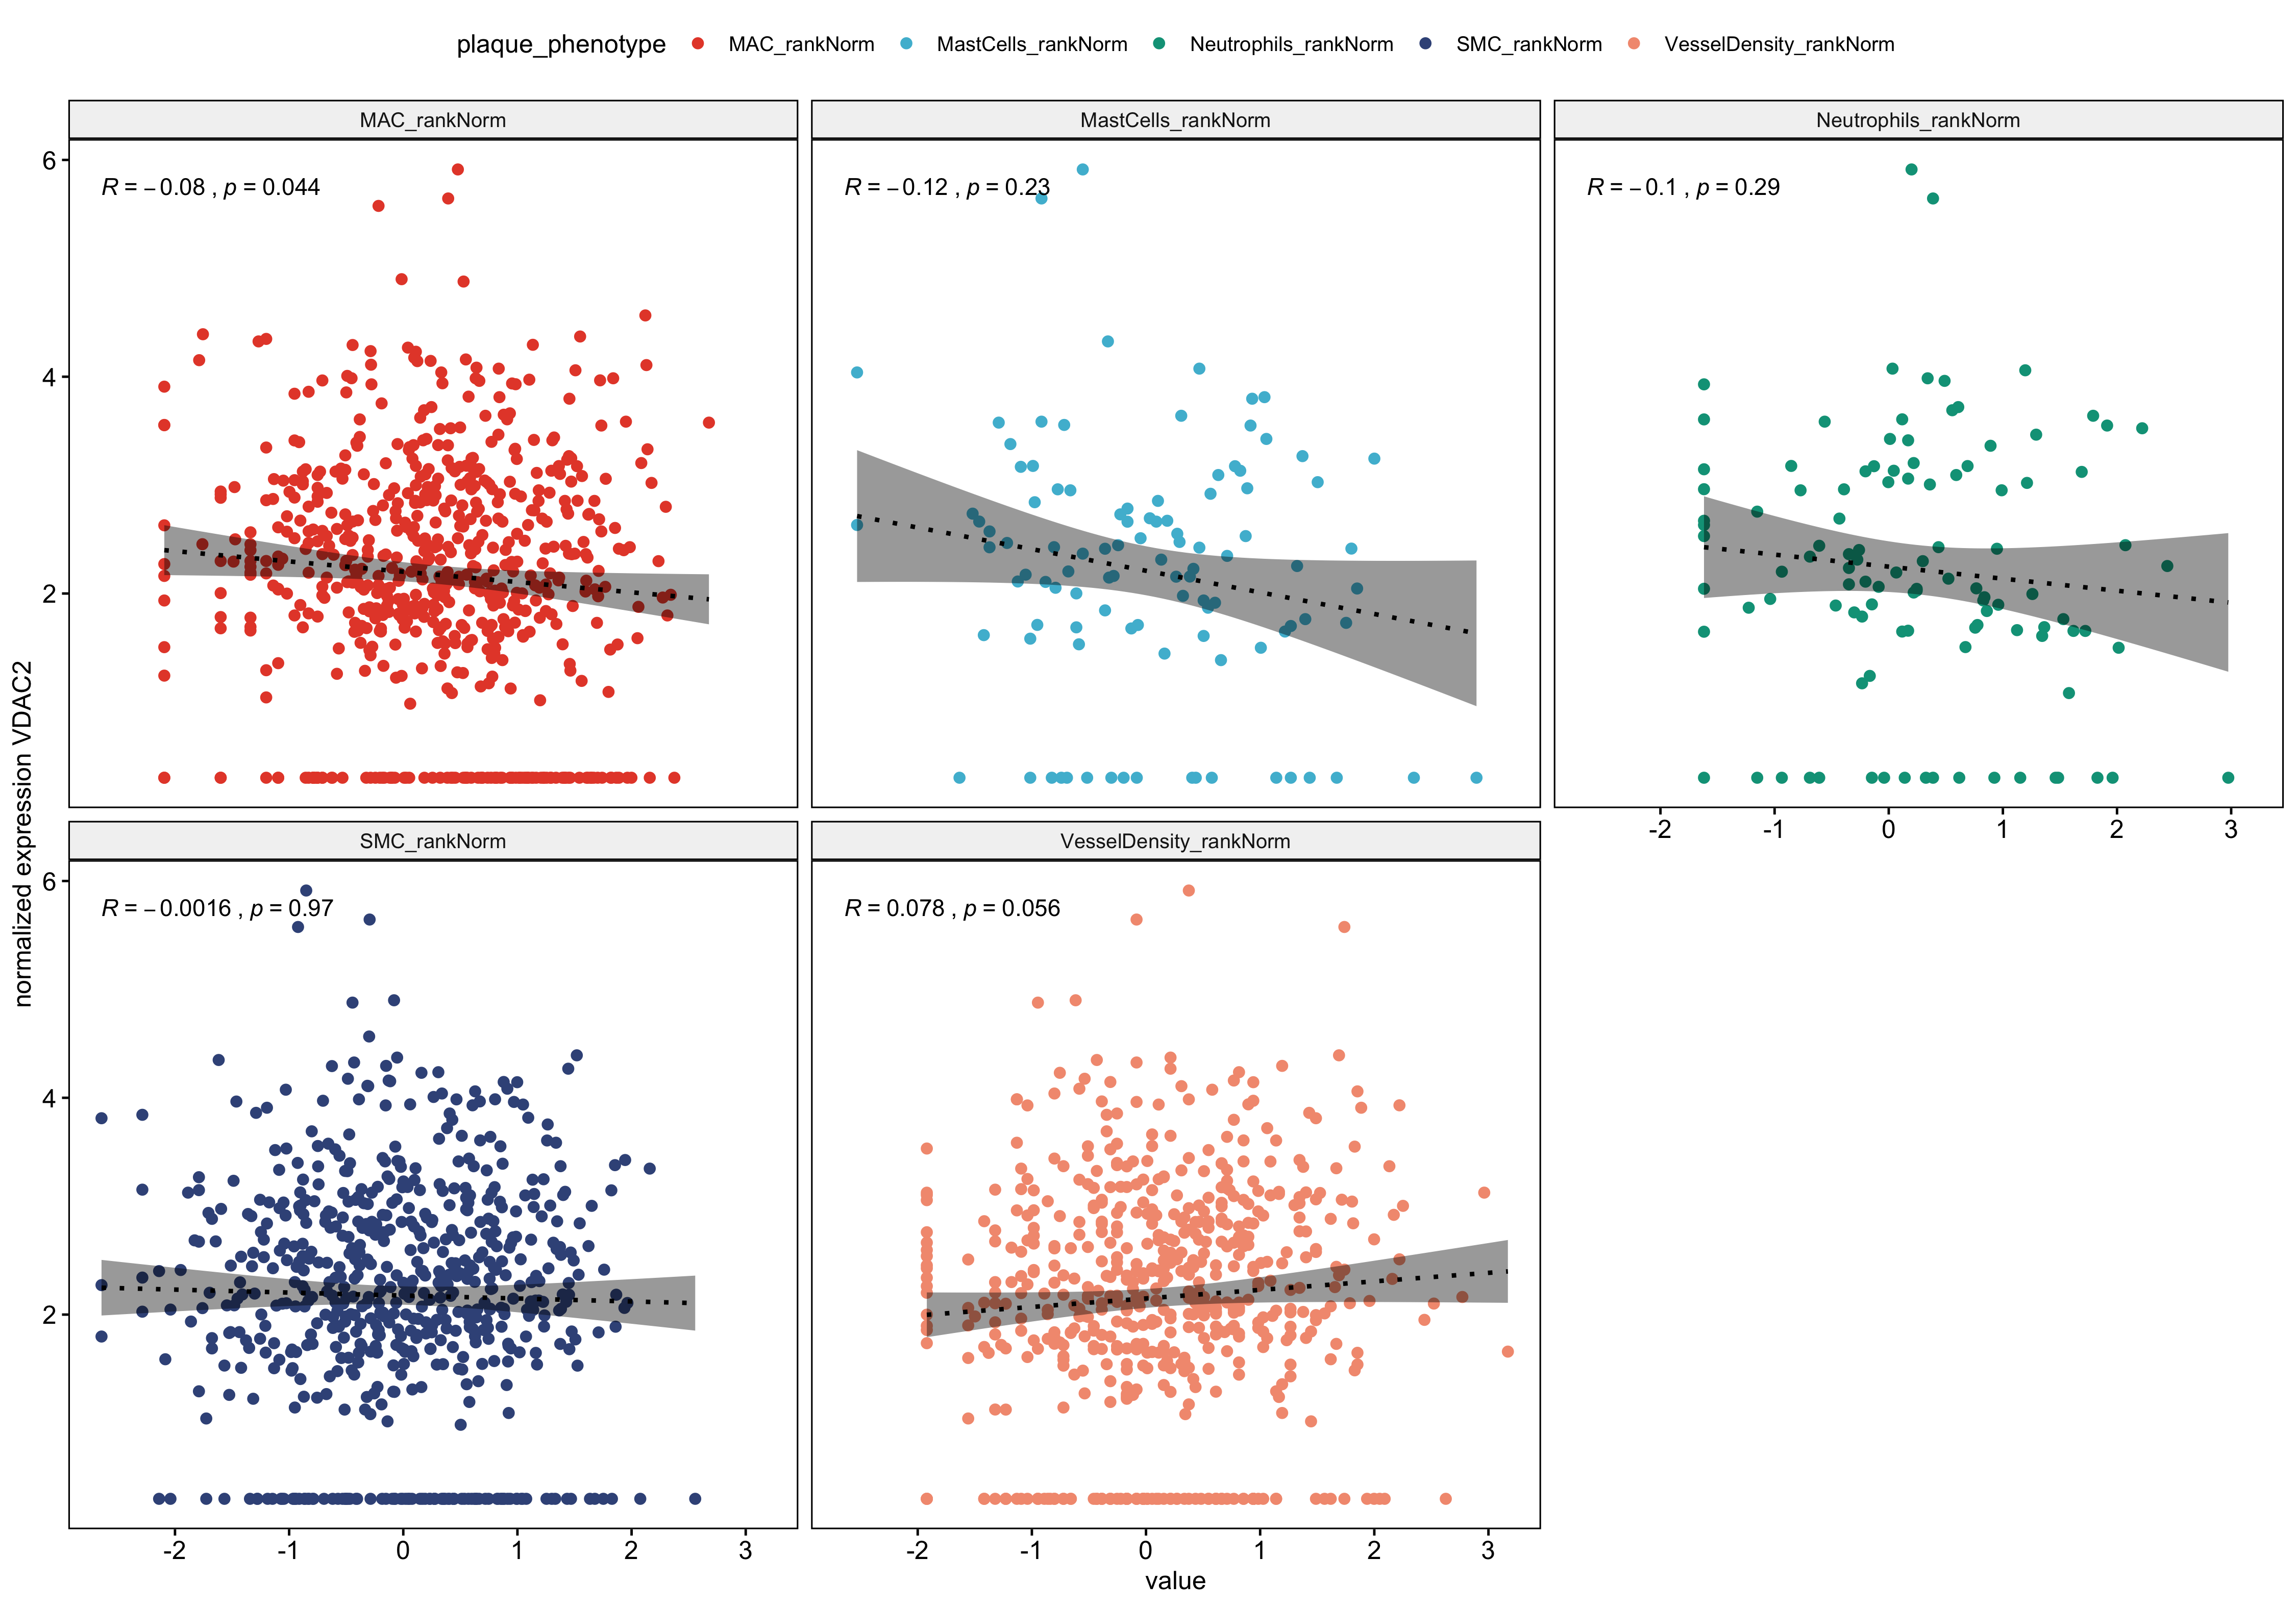 plaque_phenotype MAC_rankNorm MastCells_rankNorm Neutrophils_rankNorm SMC_rankNorm VesselDensity_rankNorm
MAC_rankNorm MastCells_rankNorm Neutrophils_rankNorm
R = −0.08 , p = 0.044
R = −0.12 , p = 0.23
R = −0.1 , p = 0.29
6
4
2
-2 -1 0 1 2 3
normalized expression VDAC2
SMC_rankNorm VesselDensity_rankNorm
R = −0.0016 , p = 0.97
R = 0.078 , p = 0.056
6
4
2
-2 -1 0 1 2 3
-2 -1 0 1 2 3
value